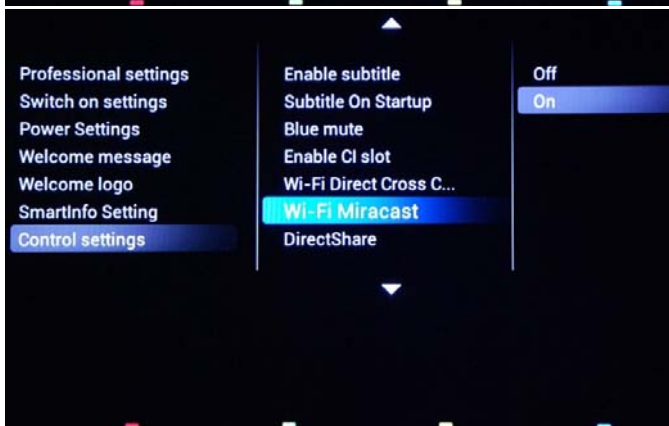 Professional settings
Switch on settings
Power Settings
Welcome message
Welcome logo
SmartInfo Setting
Control settings
Enable subtitle
Subtitle On Startup
Blue mute
Enable CI slot
Wi-Fi Direct Cross C...
Wi-Fi Miracast
DirectShare
Off
On